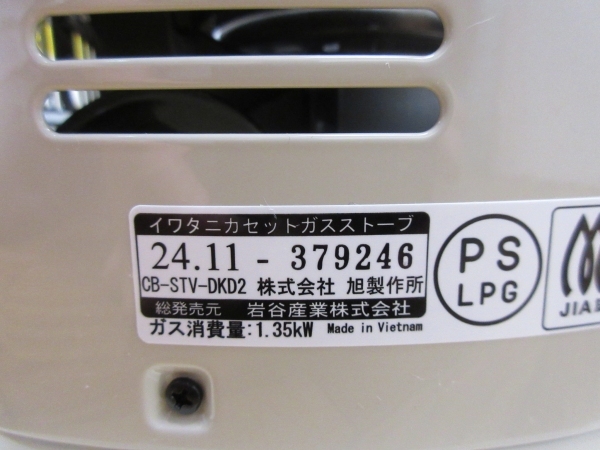 イワタニカセットガスストーブ
24.11 - 379246
CB-STV-DKD2 株式会社 旭製作所
総発売元 岩谷産業株式会社
ガス消費量:1.35kW Made in Vietnam
PS
LPG